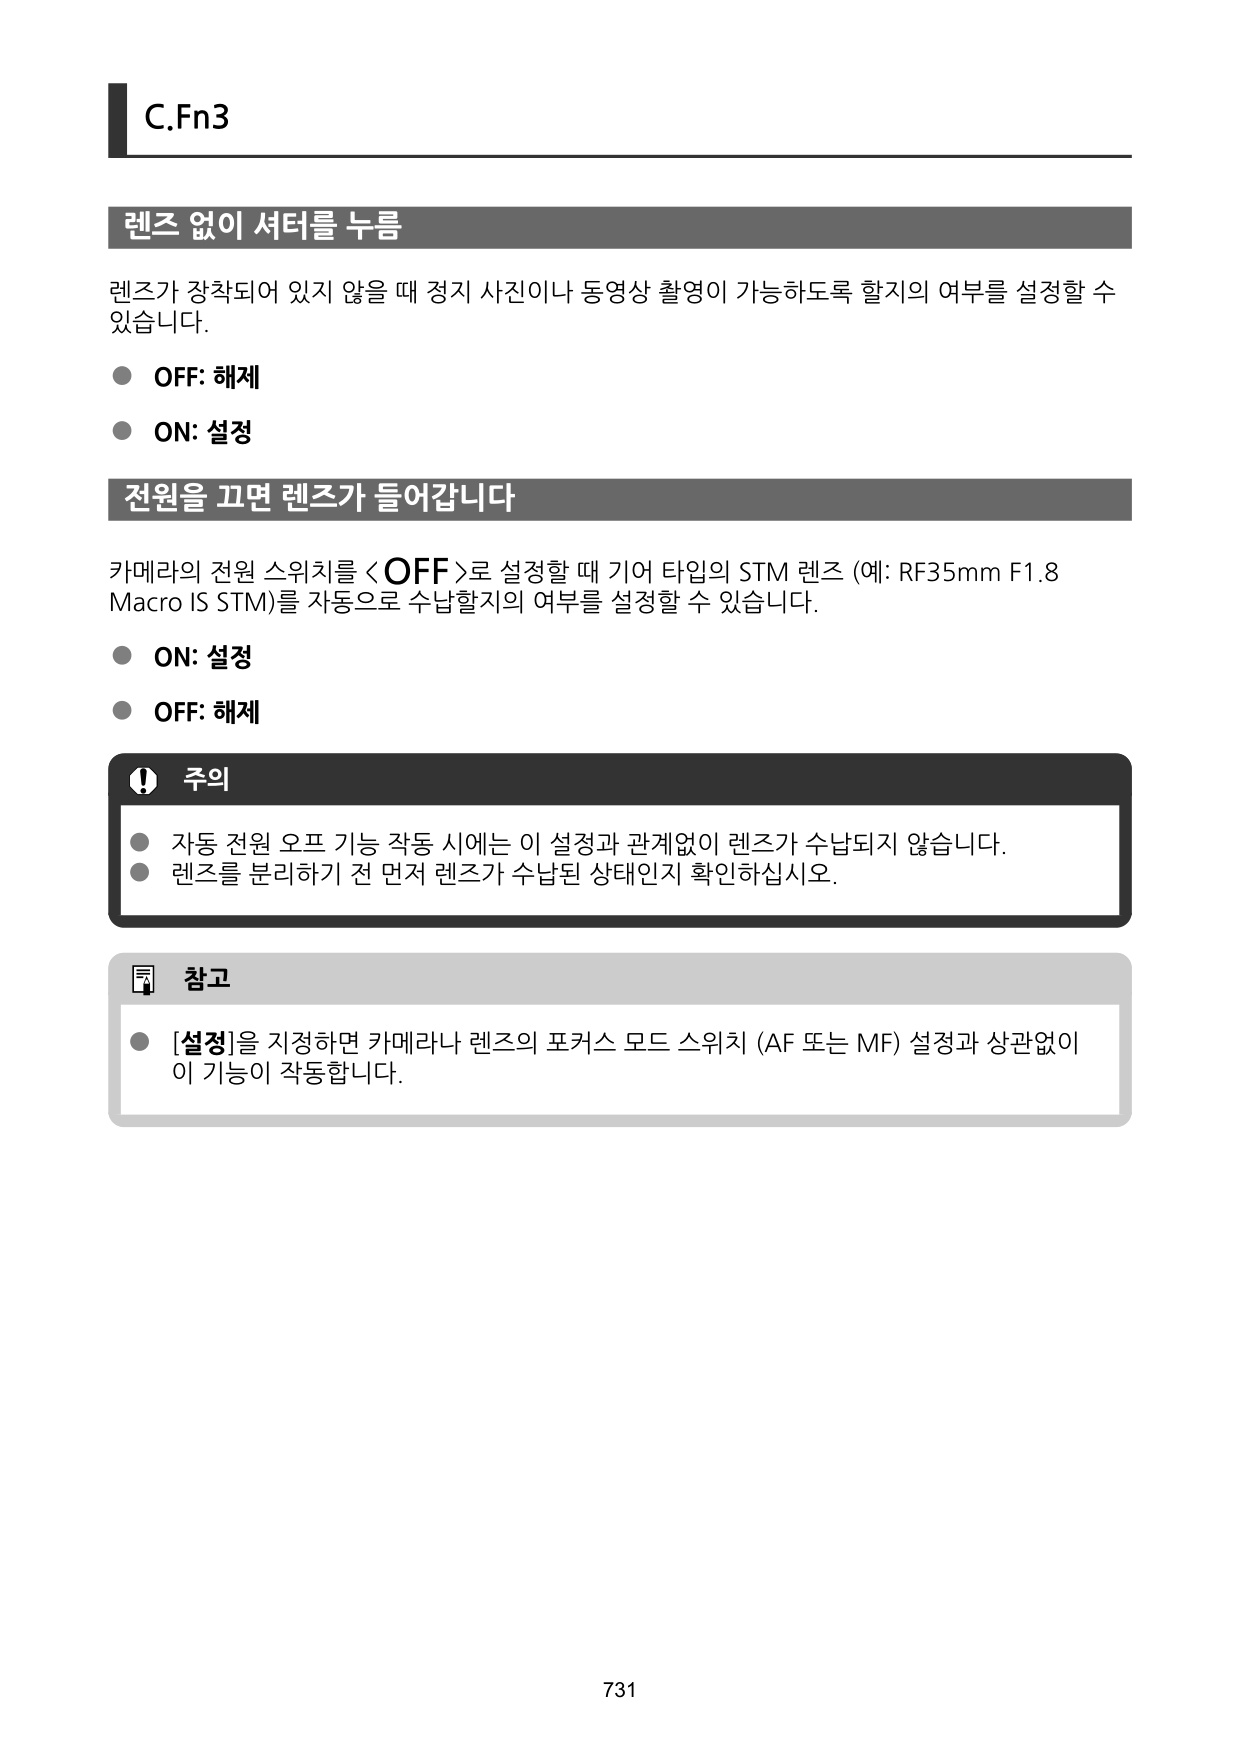 C.Fn3
렌즈 없이 셔터를 누름
렌즈가 장착되어 있지 않을 때 정지 사진이나 동영상 촬영이 가능하도록 할지의 여부를 설정할 수
있습니다.
● OFF: 해제
● ON: 설정
전원을 끄면 렌즈가 들어갑니다
카메라의 전원 스위치를 <OFF>로 설정할 때 기어 타입의 STM 렌즈 (예: RF35mm F1.8
Macro IS STM)를 자동으로 수납할지의 여부를 설정할 수 있습니다.
● ON: 설정
● OFF: 해제
주의
● 자동 전원 오프 기능 작동 시에는 이 설정과 관계없이 렌즈가 수납되지 않습니다.
● 렌즈를 분리하기 전 먼저 렌즈가 수납된 상태인지 확인하십시오.
참고
● [설정]을 지정하면 카메라나 렌즈의 포커스 모드 스위치 (AF 또는 MF) 설정과 상관없이
이 기능이 작동합니다.
731